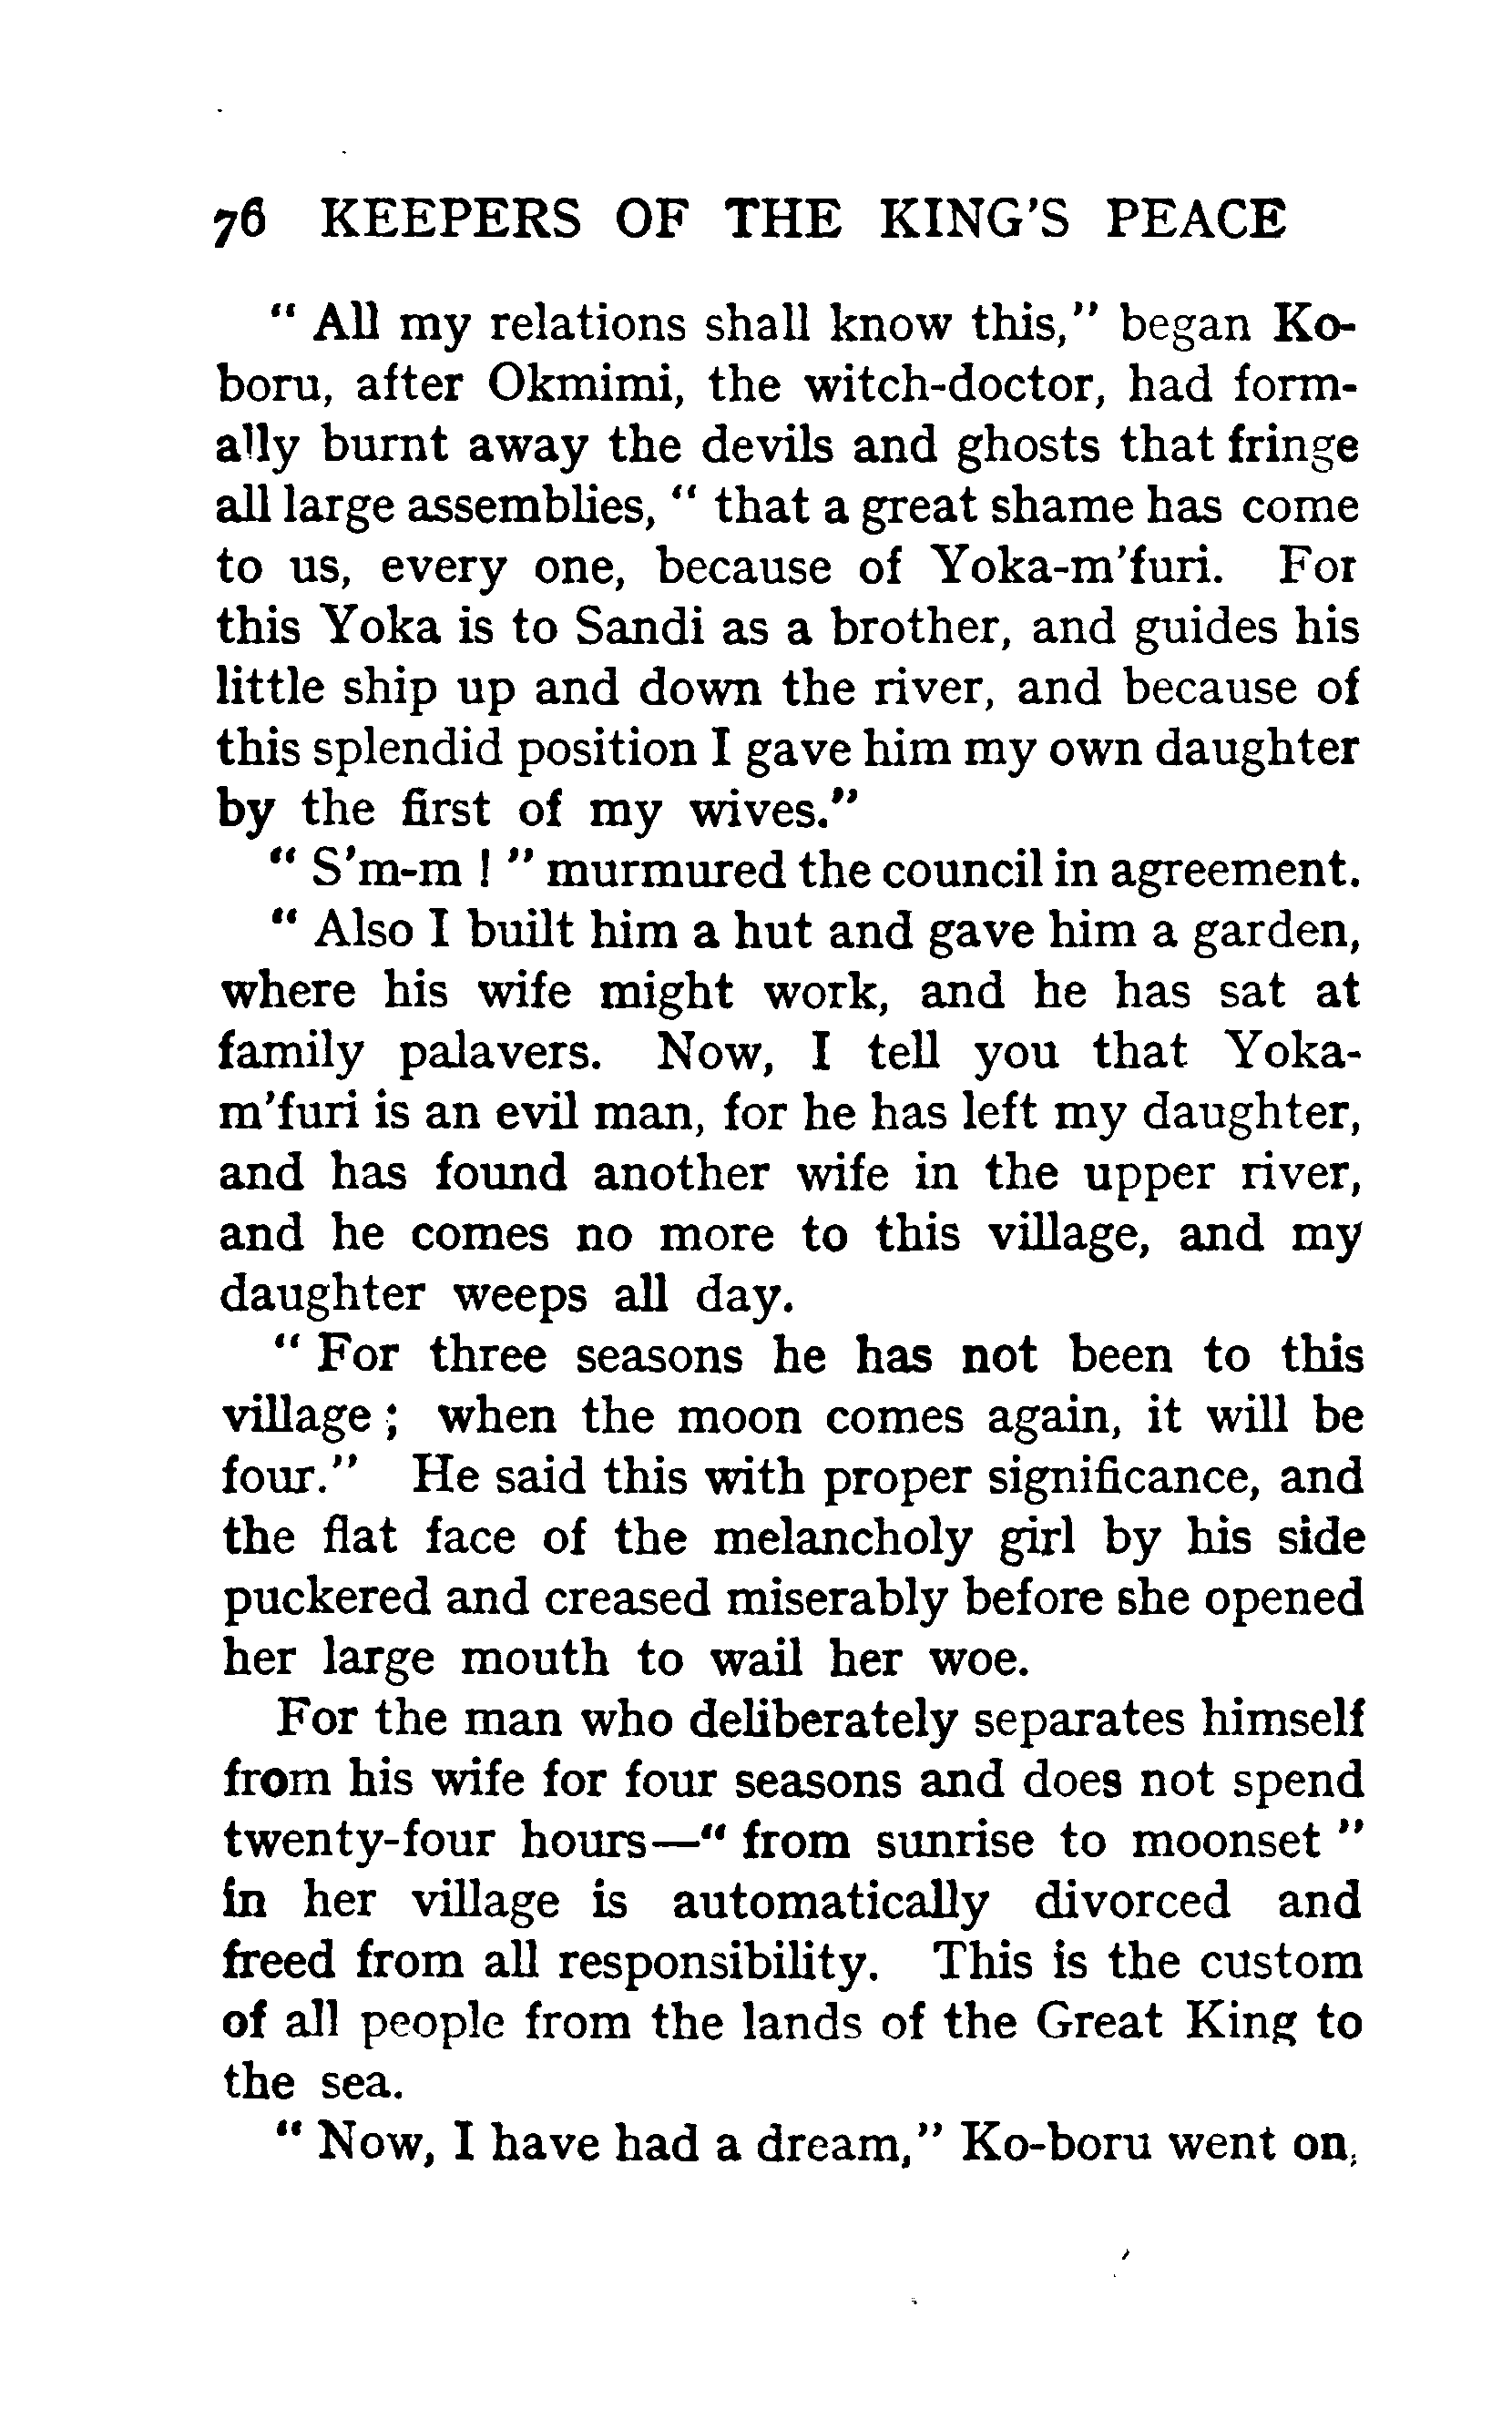 76 KEEPERS OF THE KING'S PEACE
" All my relations shall know this," began Ko-
boru, after Okmimi, the witch-doctor, had form-
ally burnt away the devils and ghosts that fringe
all large assemblies, " that a great shame has come
to us, every one, because of Yoka-m'furi. For
this Yoka is to Sandi as a brother, and guides his
little ship up and down the river, and because of
this splendid position I gave him my own daughter
by the first of my wives."
" S'm-m ! " murmured the council in agreement.
" Also I built him a hut and gave him a garden,
where his wife might work, and he has sat at
family palavers. Now, I tell you that Yoka-
m'furi is an evil man, for he has left my daughter,
and has found another wife in the upper river,
and he comes no more to this village, and my
daughter weeps all day.
" For three seasons he has not been to this
village ; when the moon comes again, it will be
four." He said this with proper significance, and
the flat face of the melancholy girl by his side
puckered and creased miserably before she opened
her large mouth to wail her woe.
For the man who deliberately separates himself
from his wife for four seasons and does not spend
twenty-four hours—" from sunrise to moonset "
in her village is automatically divorced and
freed from all responsibility. This is the custom
of all people from the lands of the Great King to
the sea.
" Now, I have had a dream," Ko-boru went on,